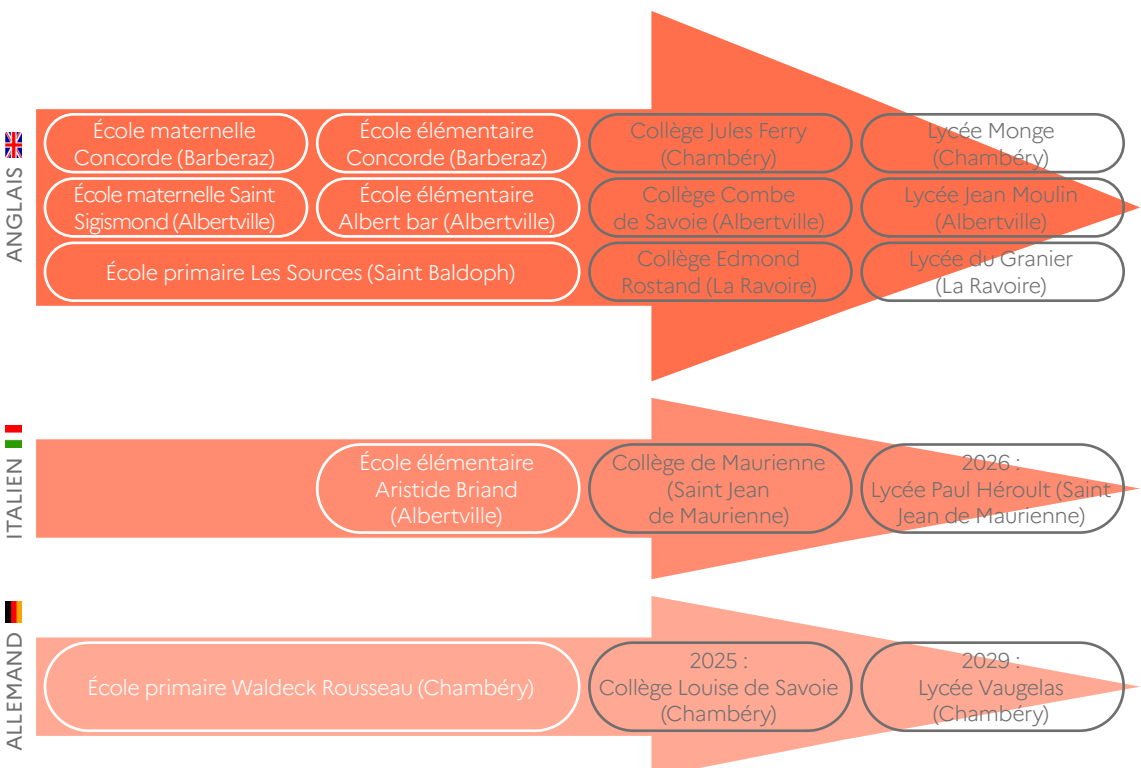 ANGLAIS
École maternelle
Concorde (Barberaz)
École élémentaire
Concorde (Barberaz)
Collège Jules Ferry
(Chambéry)
Lycée Monge
(Chambéry)
École maternelle Saint
Sigismond (Albertville)
École élémentaire
Albert bar (Albertville)
Collège Combe
de Savoie (Albertville)
Lycée Jean Moulin
(Albertville)
École primaire Les Sources (Saint Baldoph)
Collège Edmond
Rostand (La Ravoire)
Lycée du Granier
(La Ravoire)
ITALIEN
École élémentaire
Aristide Briand
(Albertville)
Collège de Maurienne
(Saint Jean
de Maurienne)
2026 :
Lycée Paul Héroult (Saint
Jean de Maurienne)
ALLEMAND
École primaire Waldeck Rousseau (Chambéry)
2025 :
Collège Louise de Savoie
(Chambéry)
2029 :
Lycée Vaugelas
(Chambéry)